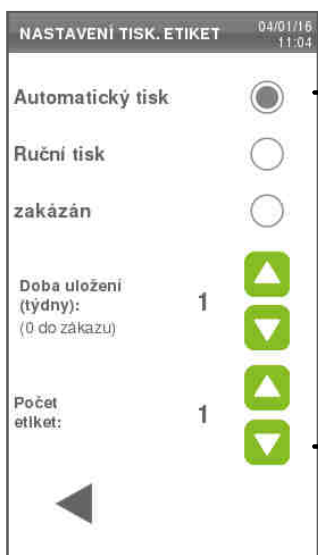 NASTAVENÍ TISK. ETIKET
04/01/16
11:04
Automatický tisk
Ruční tisk
zakázán
Doba uložení
(týdny):
1
(0 do zákazu)
Počet
etiket:
1